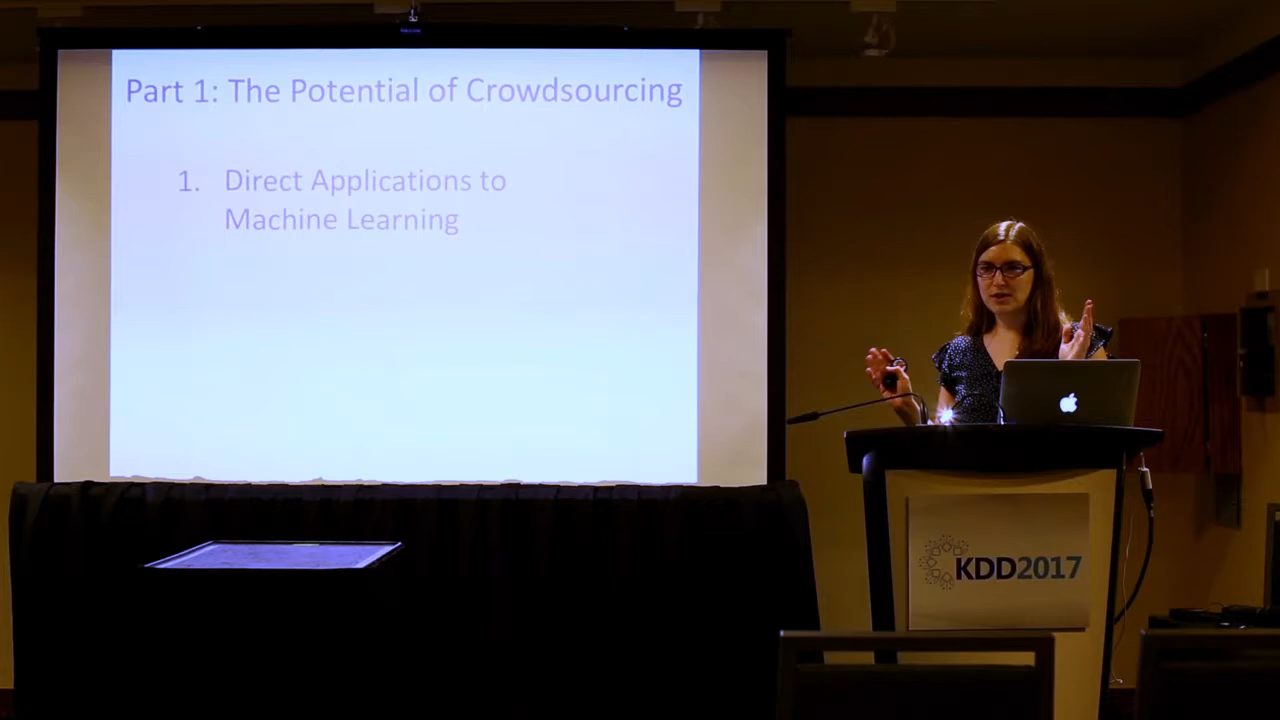 Part 1: The Potential of Crowdsourcing
1. Direct Applications to
Machine Learning
KDD2017